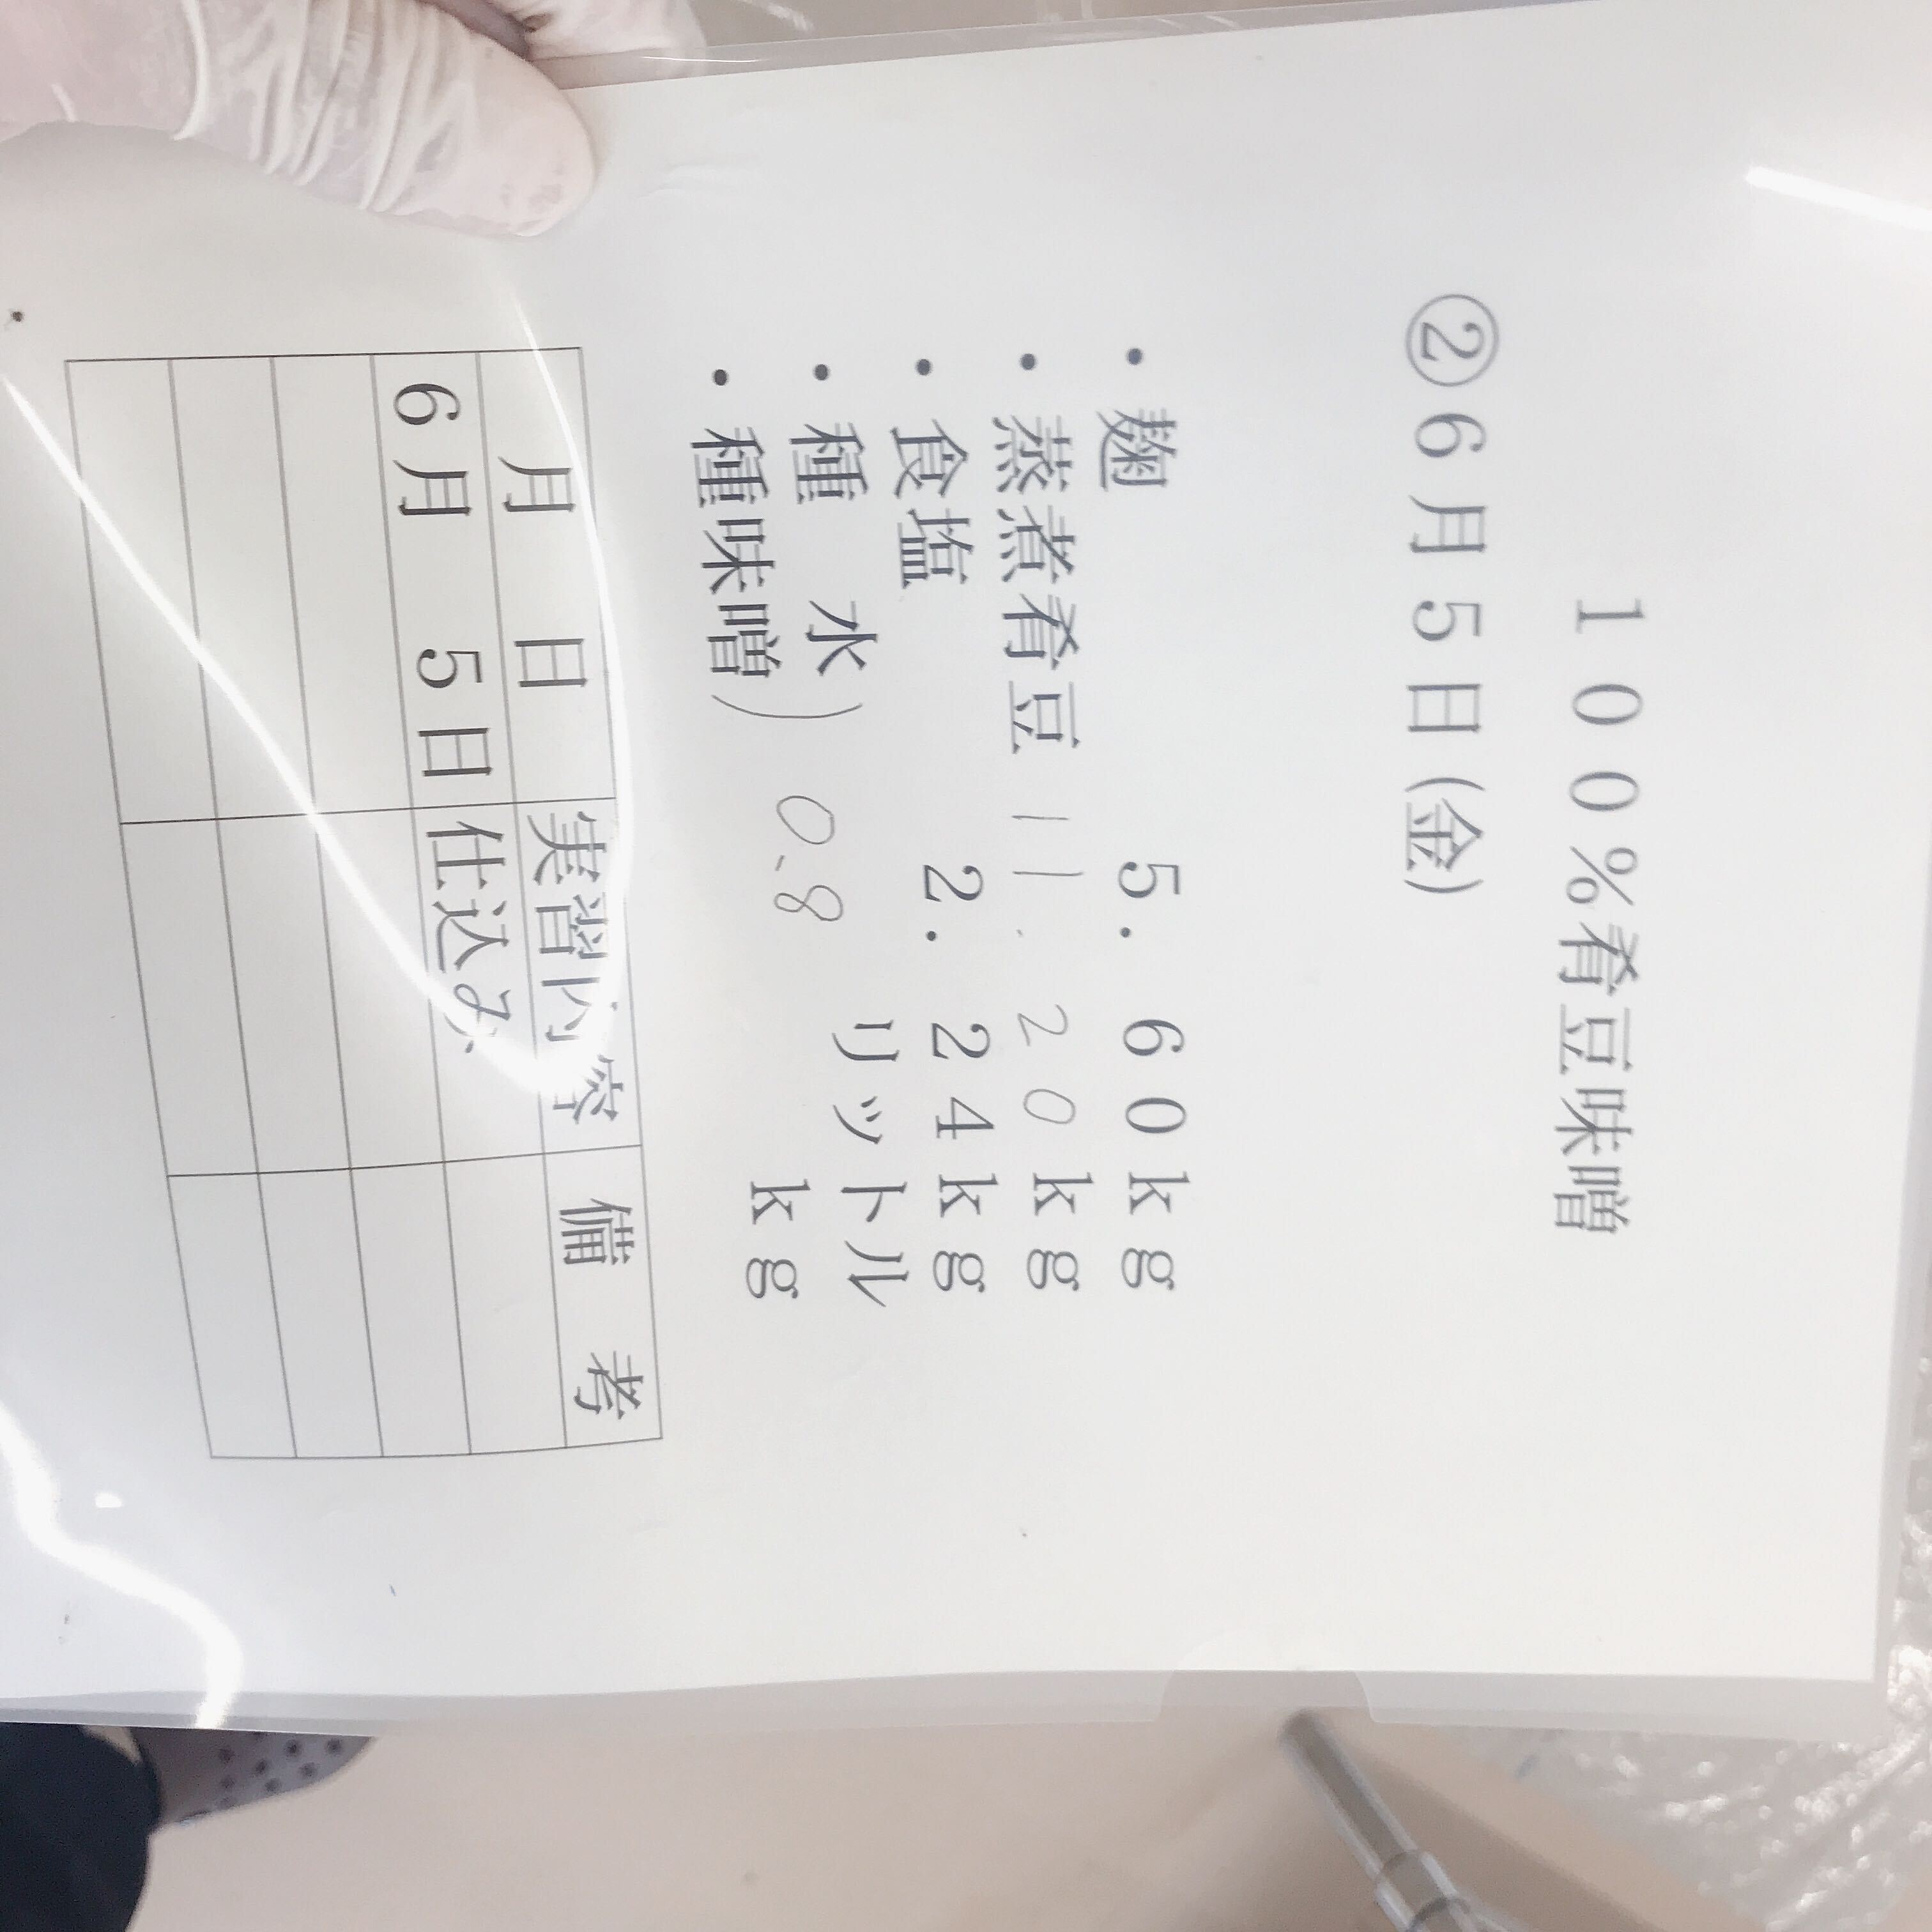 100%肴豆味噌
②6月5日(金)
・麹 5.60kg
・蒸煮肴豆 11.20kg
・食塩 2.24kg
・種 水) 0.8 リットル
・種味噌) kg
月 日 実習内容 備 考
6月 5日 仕込み